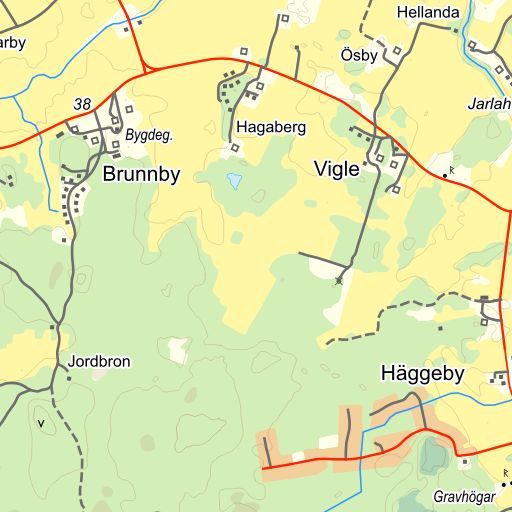 Hellanda
arby
Ösby
38
Jarlah
Bygdeg.
Hagaberg
Vigle
Brunnby
R
Jordbron
Häggeby
v
R
Gravhögar